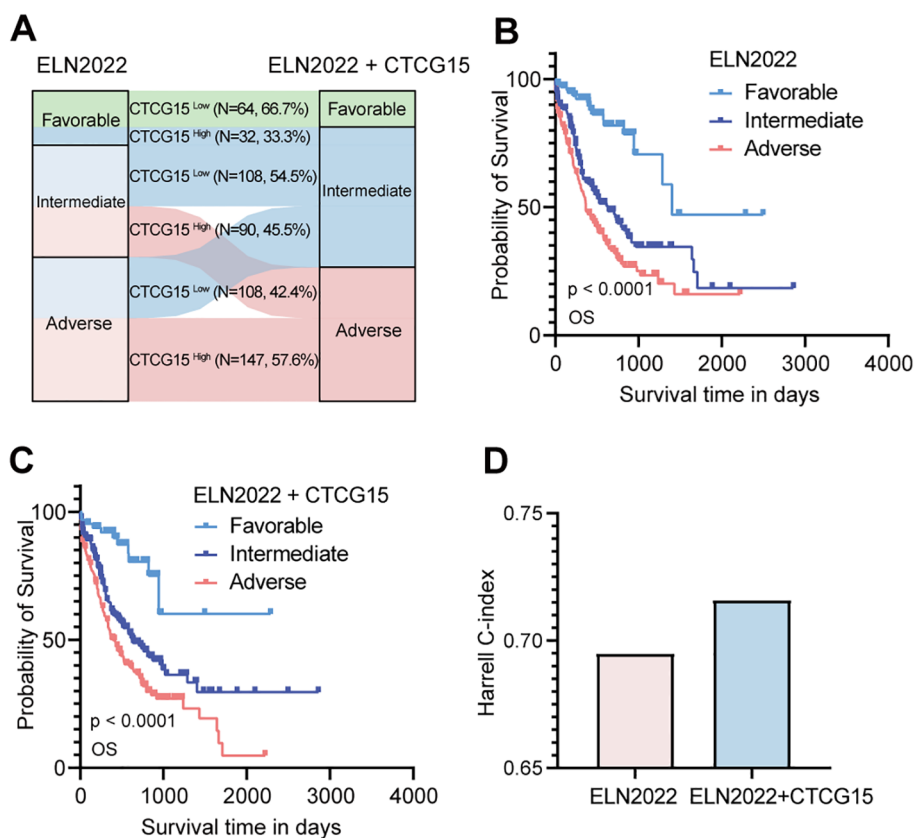 A
ELN2022
ELN2022 + CTCG15
Favorable
CTCG15 Low (N=64, 66.7%)
Favorable
CTCG15 High (N=32, 33.3%)
CTCG15 Low (N=108, 54.5%)
Intermediate
Intermediate
CTCG15 High (N=90, 45.5%)
CTCG15 Low (N=108, 42.4%)
Adverse
Adverse
CTCG15 High (N=147, 57.6%)
B
ELN2022
Favorable
Intermediate
Adverse
Probability of Survival
100
50
0
p < 0.0001
OS
0 1000 2000 3000 4000
Survival time in days
C
ELN2022 + CTCG15
Favorable
Intermediate
Adverse
Probability of Survival
100
50
0
p < 0.0001
OS
0 1000 2000 3000 4000
Survival time in days
D
Harrell C-index
0.75
0.70
0.65
ELN2022 ELN2022+CTCG15